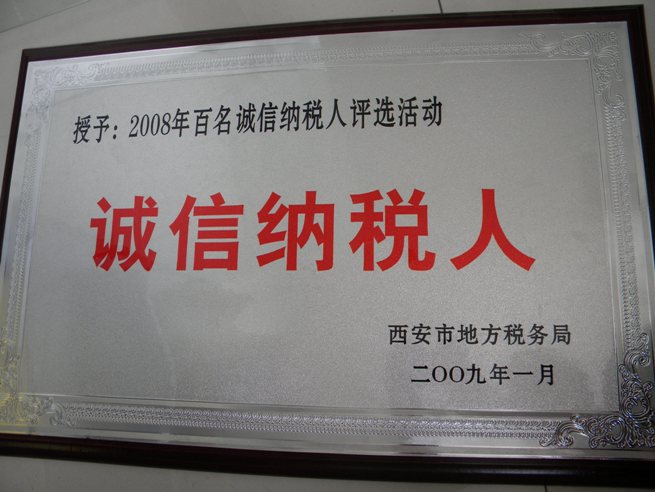 授予：2008年百名诚信纳税人评选活动
诚信纳税人
西安市地方税务局
二OO九年一月